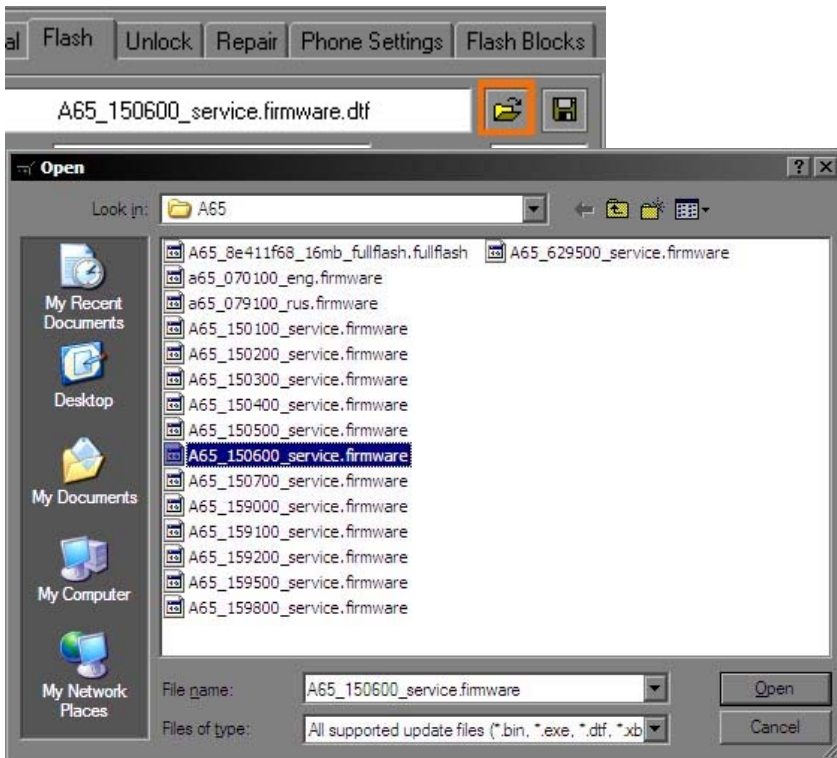 al Flash Unlock Repair Phone Settings Flash Blocks
A65_150600_service.firmware.dtf
Open
Look in: A65
A65_8e411f68_16mb_fullflash.fullflash
a65_070100_eng.firmware
a65_079100_rus.firmware
A65_150100_service.firmware
A65_150200_service.firmware
A65_150300_service.firmware
A65_150400_service.firmware
A65_150500_service.firmware
A65_150600_service.firmware
A65_150700_service.firmware
A65_159000_service.firmware
A65_159100_service.firmware
A65_159200_service.firmware
A65_159500_service.firmware
A65_159800_service.firmware
A65_629500_service.firmware
My Recent
Documents
Desktop
My Documents
My Computer
My Network
Places
File name: A65_150600_service.firmware Open
Files of type: All supported update files (*.bin, *.exe, *.dtf, *.xb Cancel